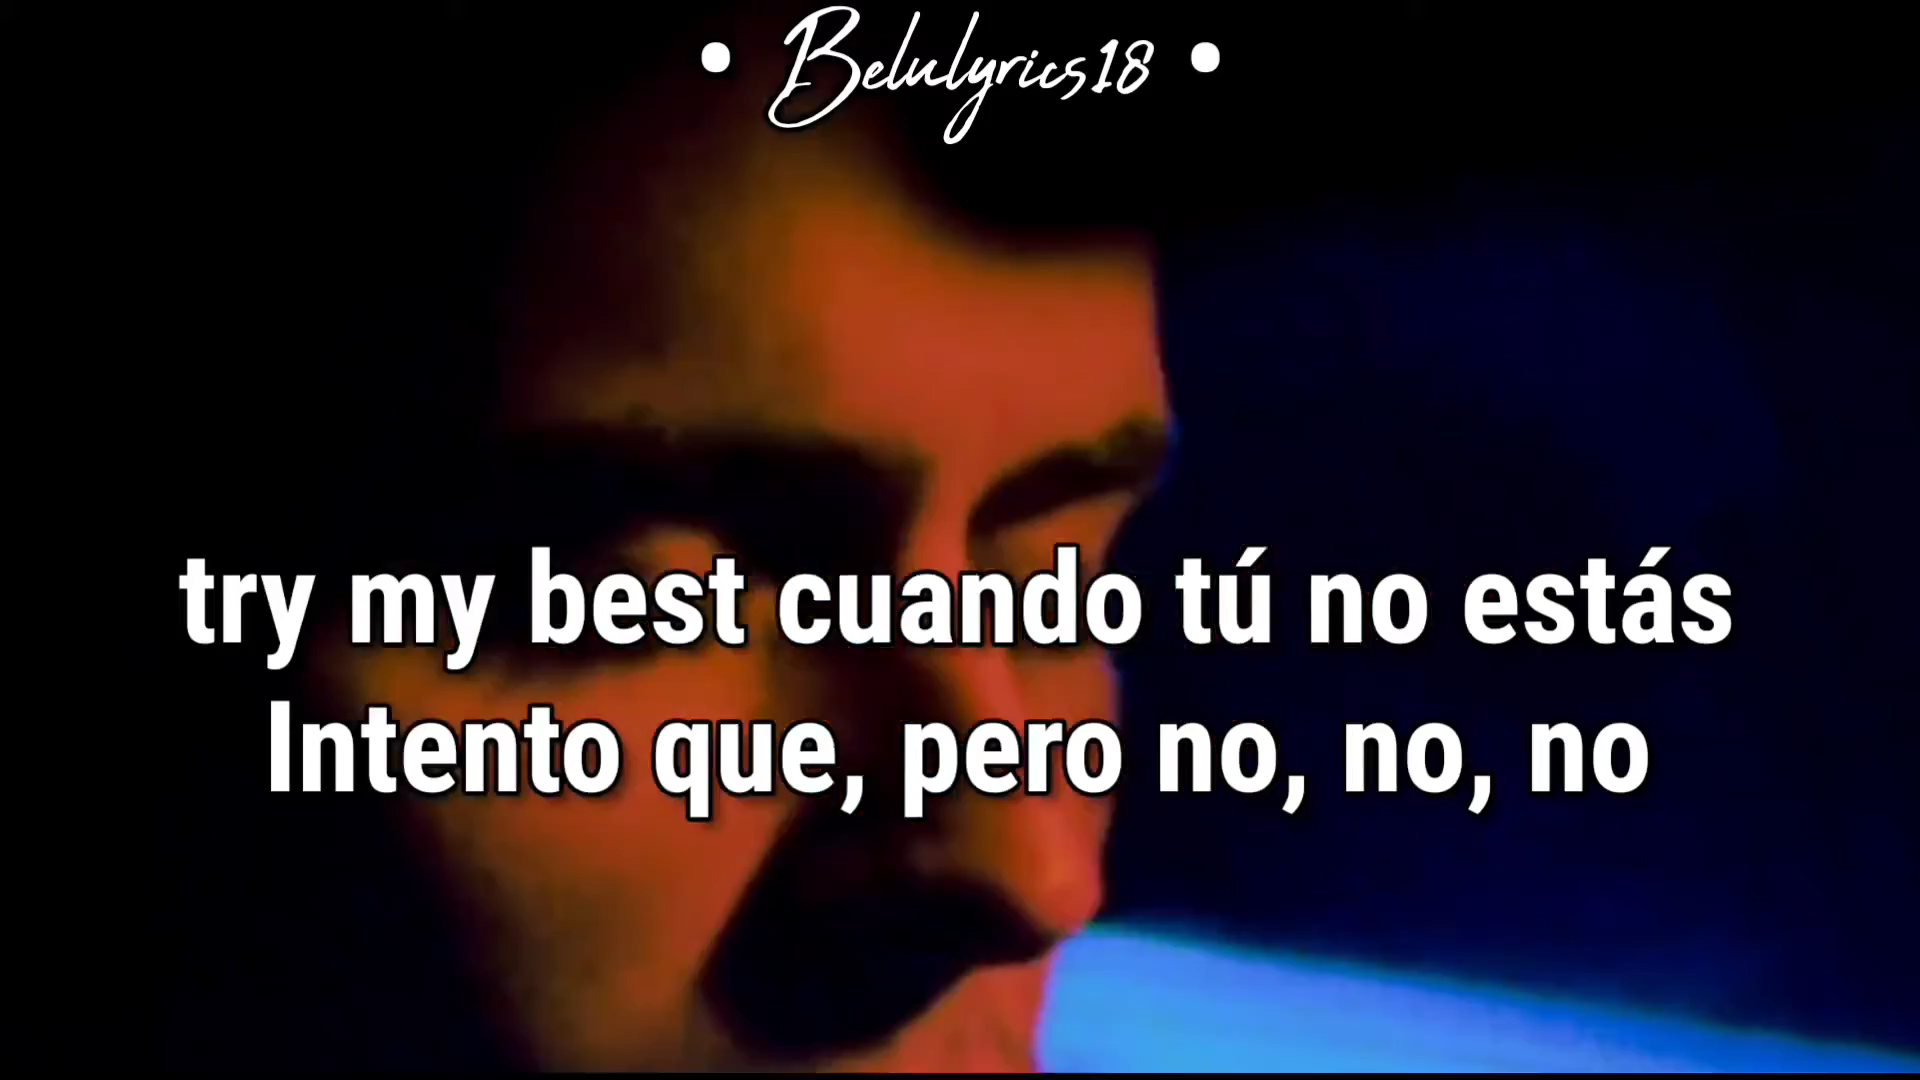 • Belulyrics18 •
try my best cuando tú no estás
Intento que, pero no, no, no